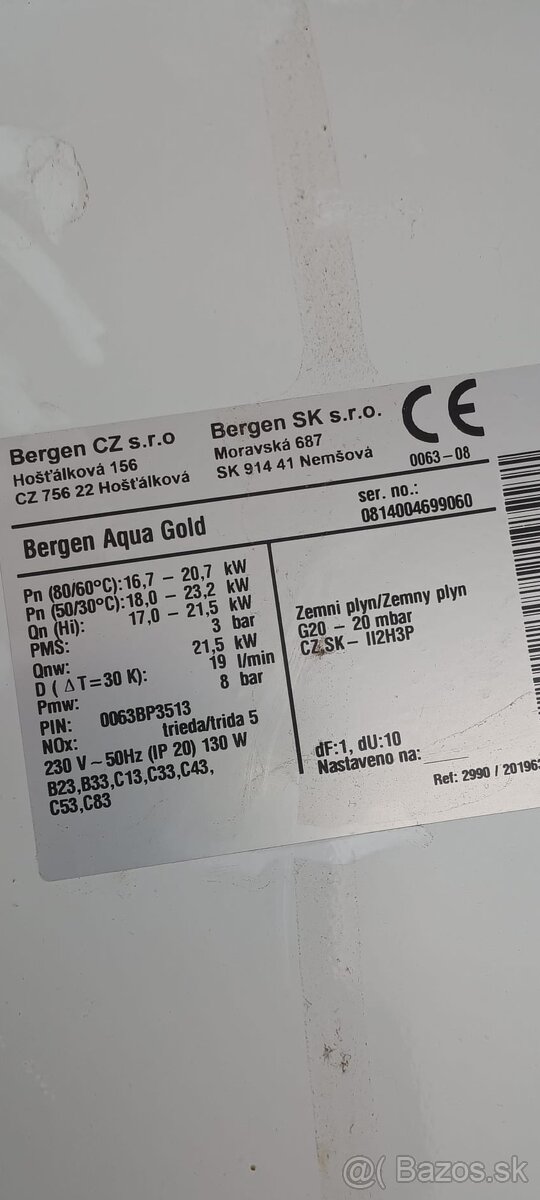 Bergen CZ s.r.o
Hošťálková 156
CZ 756 22 Hošťálková
Bergen SK s.r.o.
Moravská 687
SK 914 41 Nemšová
CE
0063-08
Bergen Aqua Gold
ser. no.:
0814004699060
Pn (80/60°C): 16,7 - 20,7 kW
Pn (50/30°C): 18,0 - 23,2 kW
Qn (Hi): 17,0 - 21,5 kW
PMS: 3 bar
Qnw: 21,5 kW
D ( ΔT=30 K): 19 l/min
Pmw: 8 bar
PIN: 0063BP3513
NOx: trieda/trida 5
230 V ~ 50Hz (IP 20) 130 W
B23,B33,C13,C33,C43,
C53,C83
Zemni plyn/Zemny plyn
G20 - 20 mbar
CZ,SK- II2H3P
dF:1, dU:10
Nastaveno na:
Ref: 2990 / 201963
@( Bazos.sk